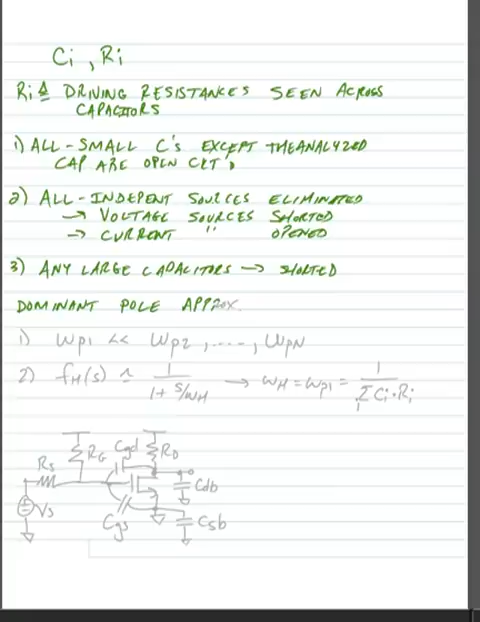 Ci , Ri
Ri ≜ DRIVING RESISTANCES SEEN ACROSS
CAPACITORS
1) ALL - SMALL C's EXCEPT THE ANALYZED
CAP ARE OPEN CKT's
2) ALL - INDEPENT SOURCES ELIMINATED
→ VOLTAGE SOURCES SHORTED
→ CURRENT " OPENED
3) ANY LARGE CAPACITORS → SHORTED
DOMINANT POLE APPROX.
1) ωp1 << ωp2 , ...., ωpN
2) fH(s) ≈ 1 / (1 + s/ωH) → ωH = ωp1 = 1 / (Σi Ci · Ri)
RG Cgd RD
Rs
Cdb
Vs
Cgs Csb